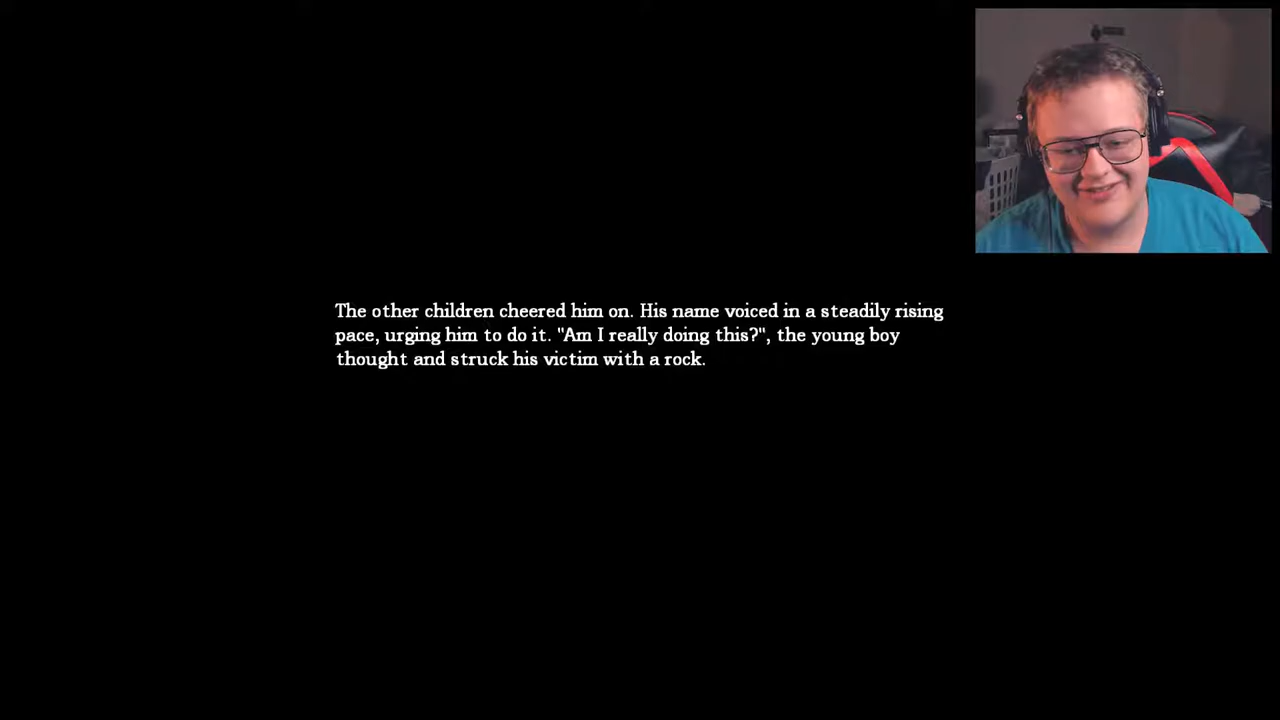 The other children cheered him on. His name voiced in a steadily rising
pace, urging him to do it. "Am I really doing this?", the young boy
thought and struck his victim with a rock.